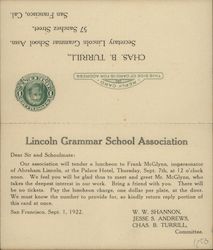 CHAS. B. TURRILL,
Secretary Lincoln Grammar School Assn.
57 Sanchez Street,
San Francisco, Cal.
REPLY CARD
THIS SIDE OF CARD IS FOR ADDRESS
Lincoln Grammar School Association
Dear Sir and Schoolmate:
Our association will tender a luncheon to Frank McGlynn, impersonator
of Abraham Lincoln, at the Palace Hotel, Thursday, Sept. 7th, at 12 o'clock
noon. We feel you will be glad thus to meet and greet Mr. McGlynn, who
takes the deepest interest in our work. Bring a friend with you. There will
be no tickets. Pay the luncheon charge, one dollar per plate, at the door.
We must know the number to provide for, so kindly return reply portion of
this card at once.
San Francisco, Sept. 1, 1922.
W. W. SHANNON,
JESSE S. ANDREWS,
CHAS. B. TURRILL,
Committee.